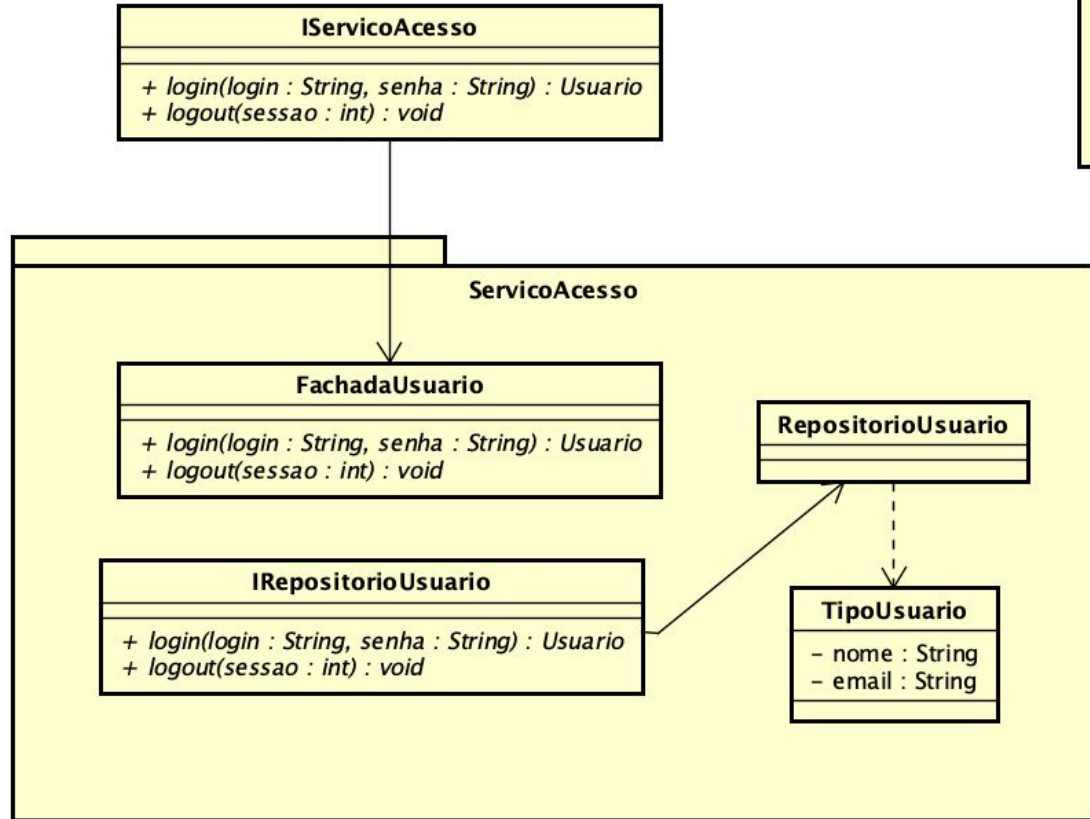 IServicoAcesso
+ login(login : String, senha : String) : Usuario
+ logout(sessao : int) : void
ServicoAcesso
FachadaUsuario
+ login(login : String, senha : String) : Usuario
+ logout(sessao : int) : void
RepositorioUsuario
IRepositorioUsuario
+ login(login : String, senha : String) : Usuario
+ logout(sessao : int) : void
TipoUsuario
- nome : String
- email : String